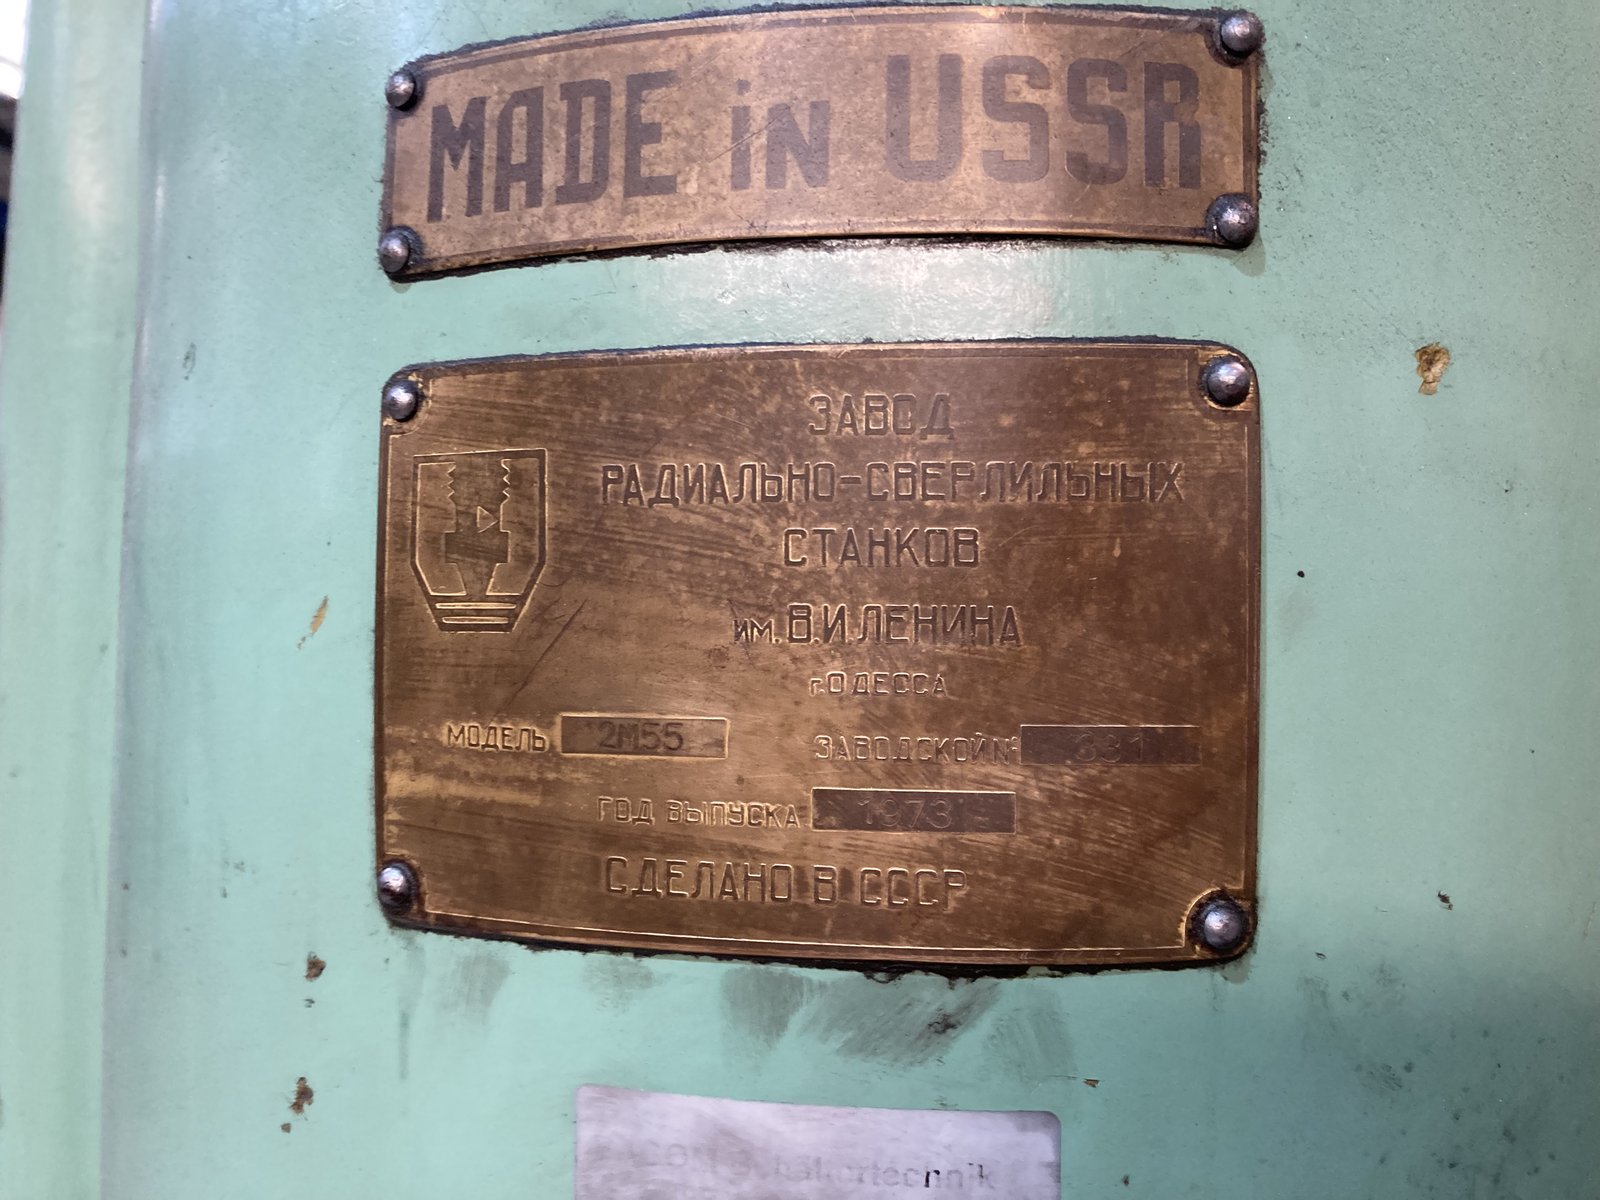 MADE in USSR
ЗАВОД
РАДИАЛЬНО-СВЕРЛИЛЬНЫХ
СТАНКОВ
им. В.И.ЛЕНИНА
г.ОДЕССА
МОДЕЛЬ 2М55
ЗАВОДСКОЙ № 331
ГОД ВЫПУСКА 1973
СДЕЛАНО В СССР